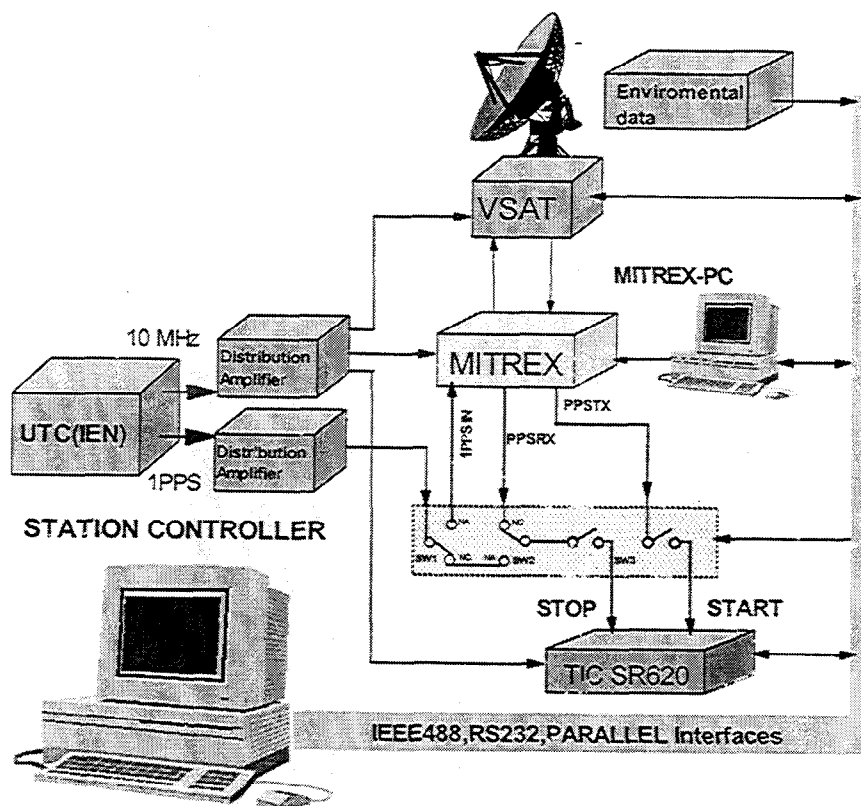 Enviromental
data
VSAT
MITREX-PC
10 MHz
Distribution
Amplifier
MITREX
UTC(IEN)
1PPS
Distribution
Amplifier
1PPS IN
PPSRX
PPSTX
STATION CONTROLLER
NA
NC
SW1
NC
NA
SW2
SW3
STOP
START
TIC SR620
IEEE488,RS232,PARALLEL Interfaces